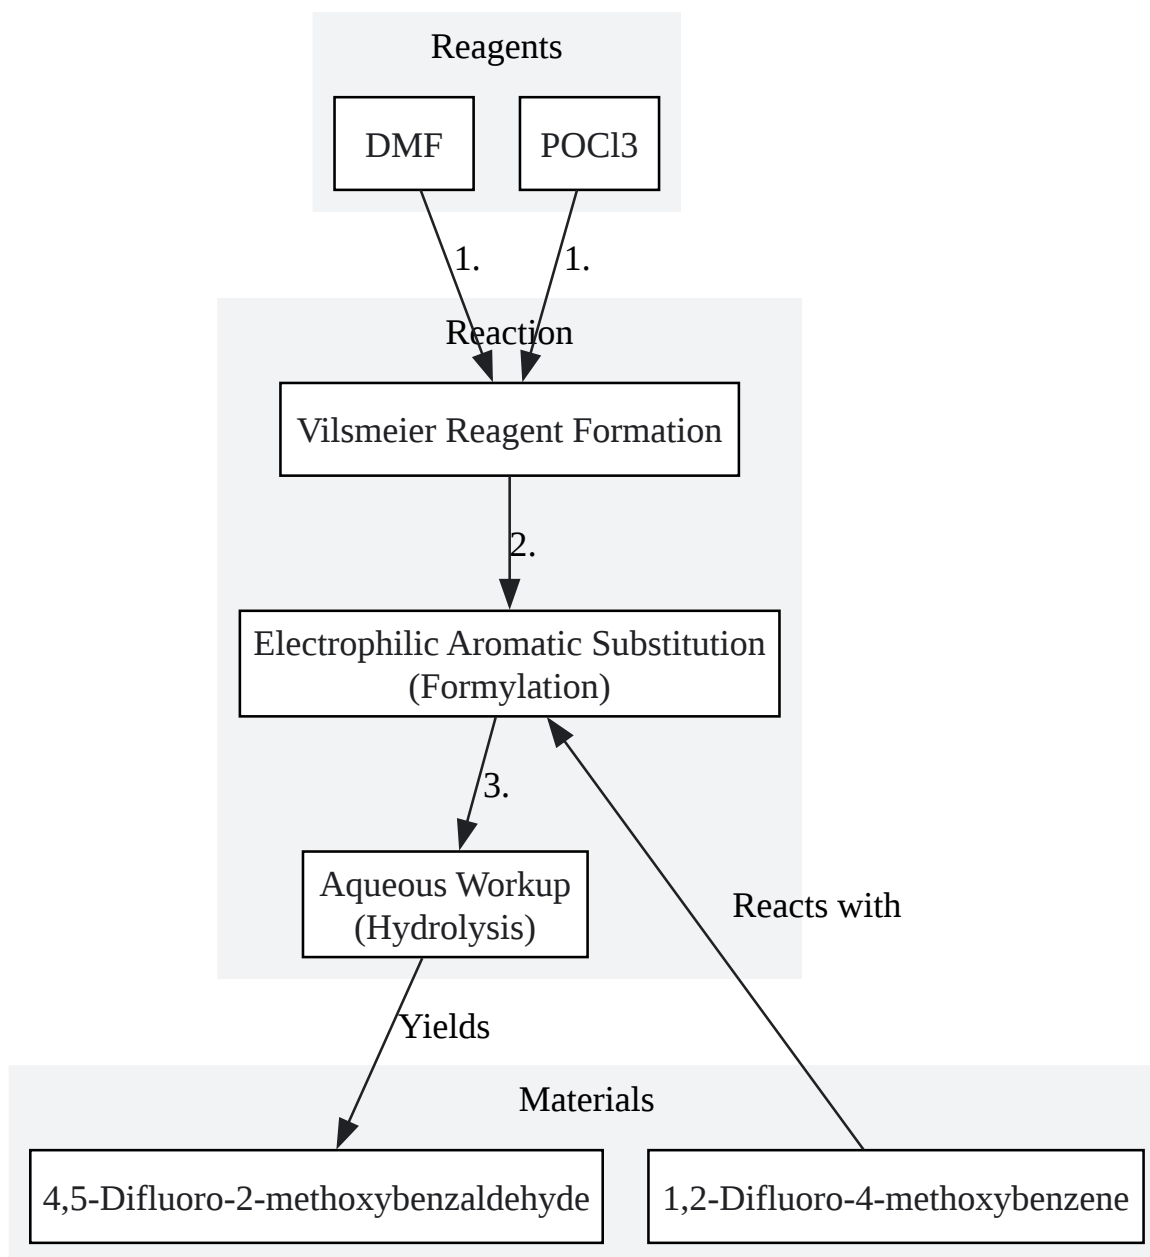 Reagents
DMF
POCl3
1.
1.
Reaction
Vilsmeier Reagent Formation
2.
Electrophilic Aromatic Substitution
(Formylation)
3.
Aqueous Workup
(Hydrolysis)
Reacts with
Yields
Materials
4,5-Difluoro-2-methoxybenzaldehyde
1,2-Difluoro-4-methoxybenzene